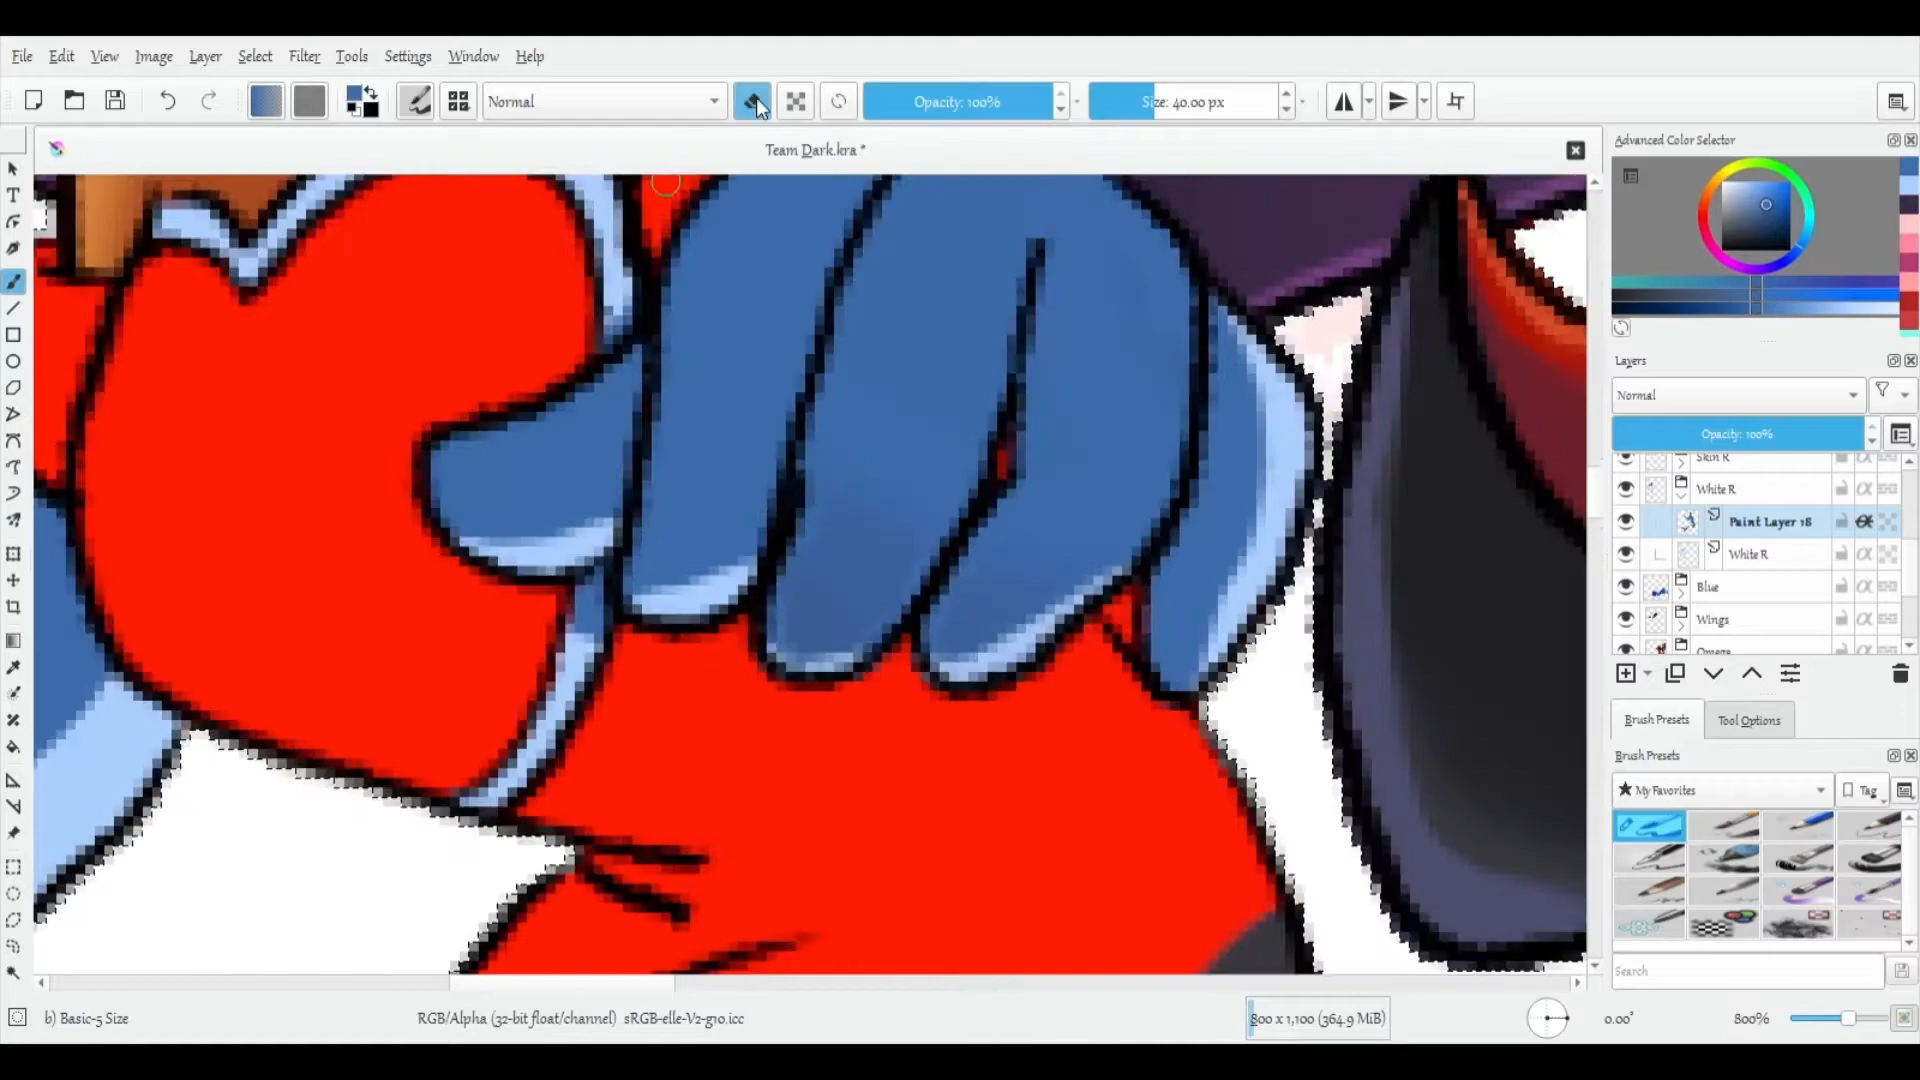 File Edit View Image Layer Select Filter Tools Settings Window Help
Normal Opacity: 100% Size: 40.00 px
Team Dark.kra *
Advanced Color Selector
Layers
Normal
Opacity: 100%
Skin R
White R
Paint Layer 18
White R
Blue
Wings
Omega
Brush Presets Tool Options
Brush Presets
My Favorites Tag
Search
b) Basic-5 Size RGB/Alpha (32-bit float/channel) sRGB-elle-V2-g10.icc 800 x 1,100 (364.9 MiB) 0.00° 800%